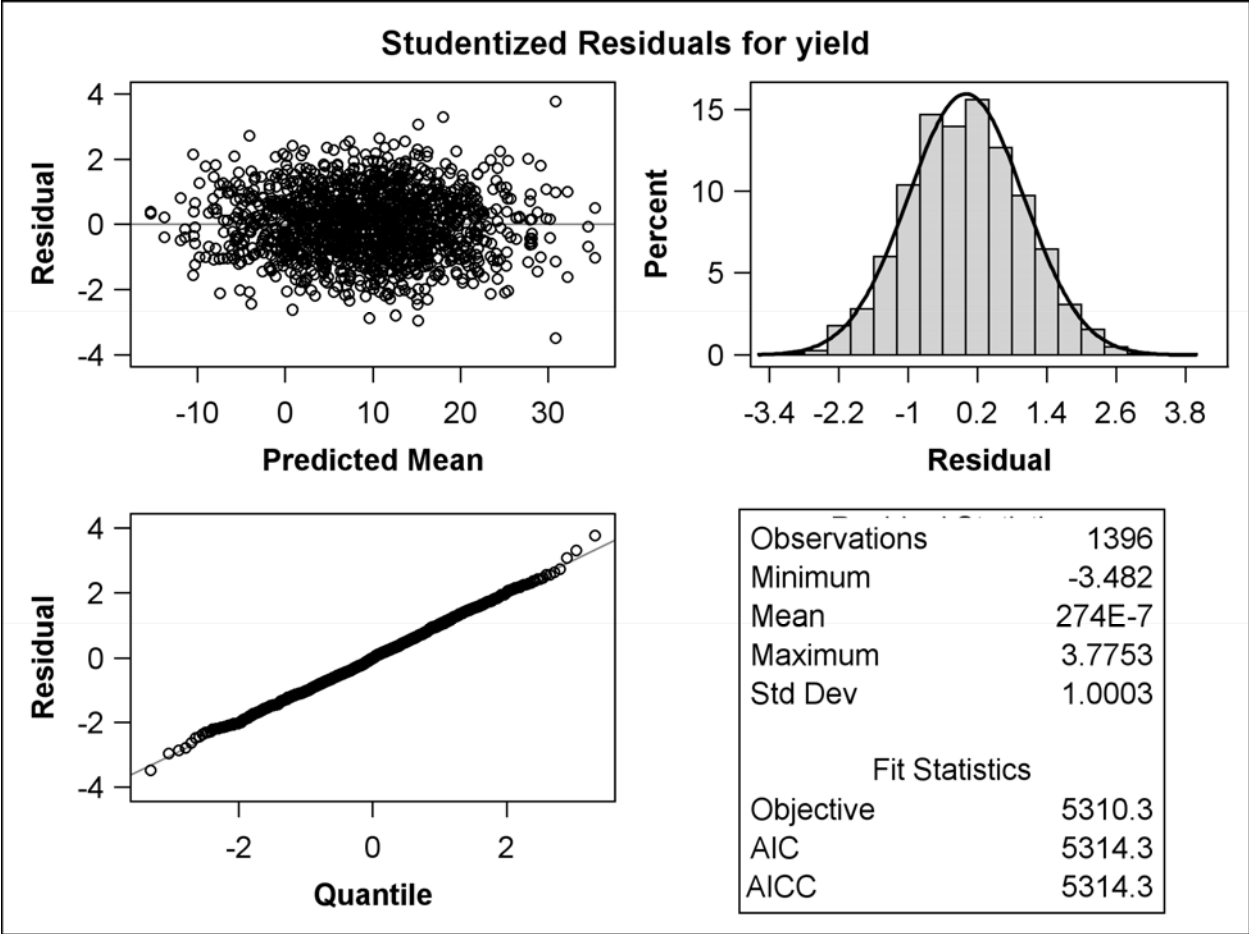 Studentized Residuals for yield
4
2
0
-2
-4
Residual
-10 0 10 20 30
Predicted Mean
15
10
5
0
Percent
-3.4 -2.2 -1 0.2 1.4 2.6 3.8
Residual
4
2
0
-2
-4
Residual
-2 0 2
Quantile
Observations 1396
Minimum -3.482
Mean 274E-7
Maximum 3.7753
Std Dev 1.0003
Fit Statistics
Objective 5310.3
AIC 5314.3
AICC 5314.3